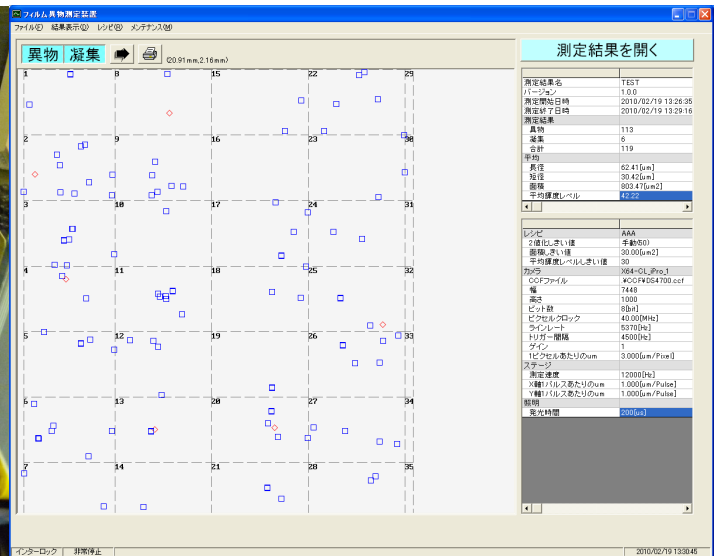 フィルム異物測定装置
ファイル(F) 結果表示(D) レシピ(R) メンテナンス(M)
異物 凝集 (20.91mm,2.16mm)
測定結果を開く
1 8 15 22 29
2 9 16 23 30
3 10 17 24 31
4 11 18 25 32
5 12 19 26 33
6 13 20 27 34
7 14 21 28 35
測定結果名 TEST
バージョン 1.0.0
測定開始日時 2010/02/19 13:26:35
測定終了日時 2010/02/19 13:29:16
測定結果
異物 113
凝集 6
合計 119
平均
長径 62.41[um]
短径 30.42[um]
面積 803.47[um2]
平均輝度レベル 42.22
レシピ AAA
2値化しきい値 手動(50)
面積しきい値 30.00[um2]
平均輝度レベルしきい値 30
カメラ X64-CL_iPro_1
CCFファイル .¥CCF¥DS4700.ccf
幅 7448
高さ 1000
ビット数 8[bit]
ピクセルクロック 40.00[MHz]
ラインレート 5370[Hz]
トリガー間隔 4500[Hz]
ゲイン 1
1ピクセルあたりのum 3.000[um/Pixel]
ステージ
測定速度 12000[Hz]
X軸1パルスあたりのum 1.000[um/Pulse]
Y軸1パルスあたりのum 1.000[um/Pulse]
照明
発光時間 200[us]
インターロック 非常停止 2010/02/19 13:30:45